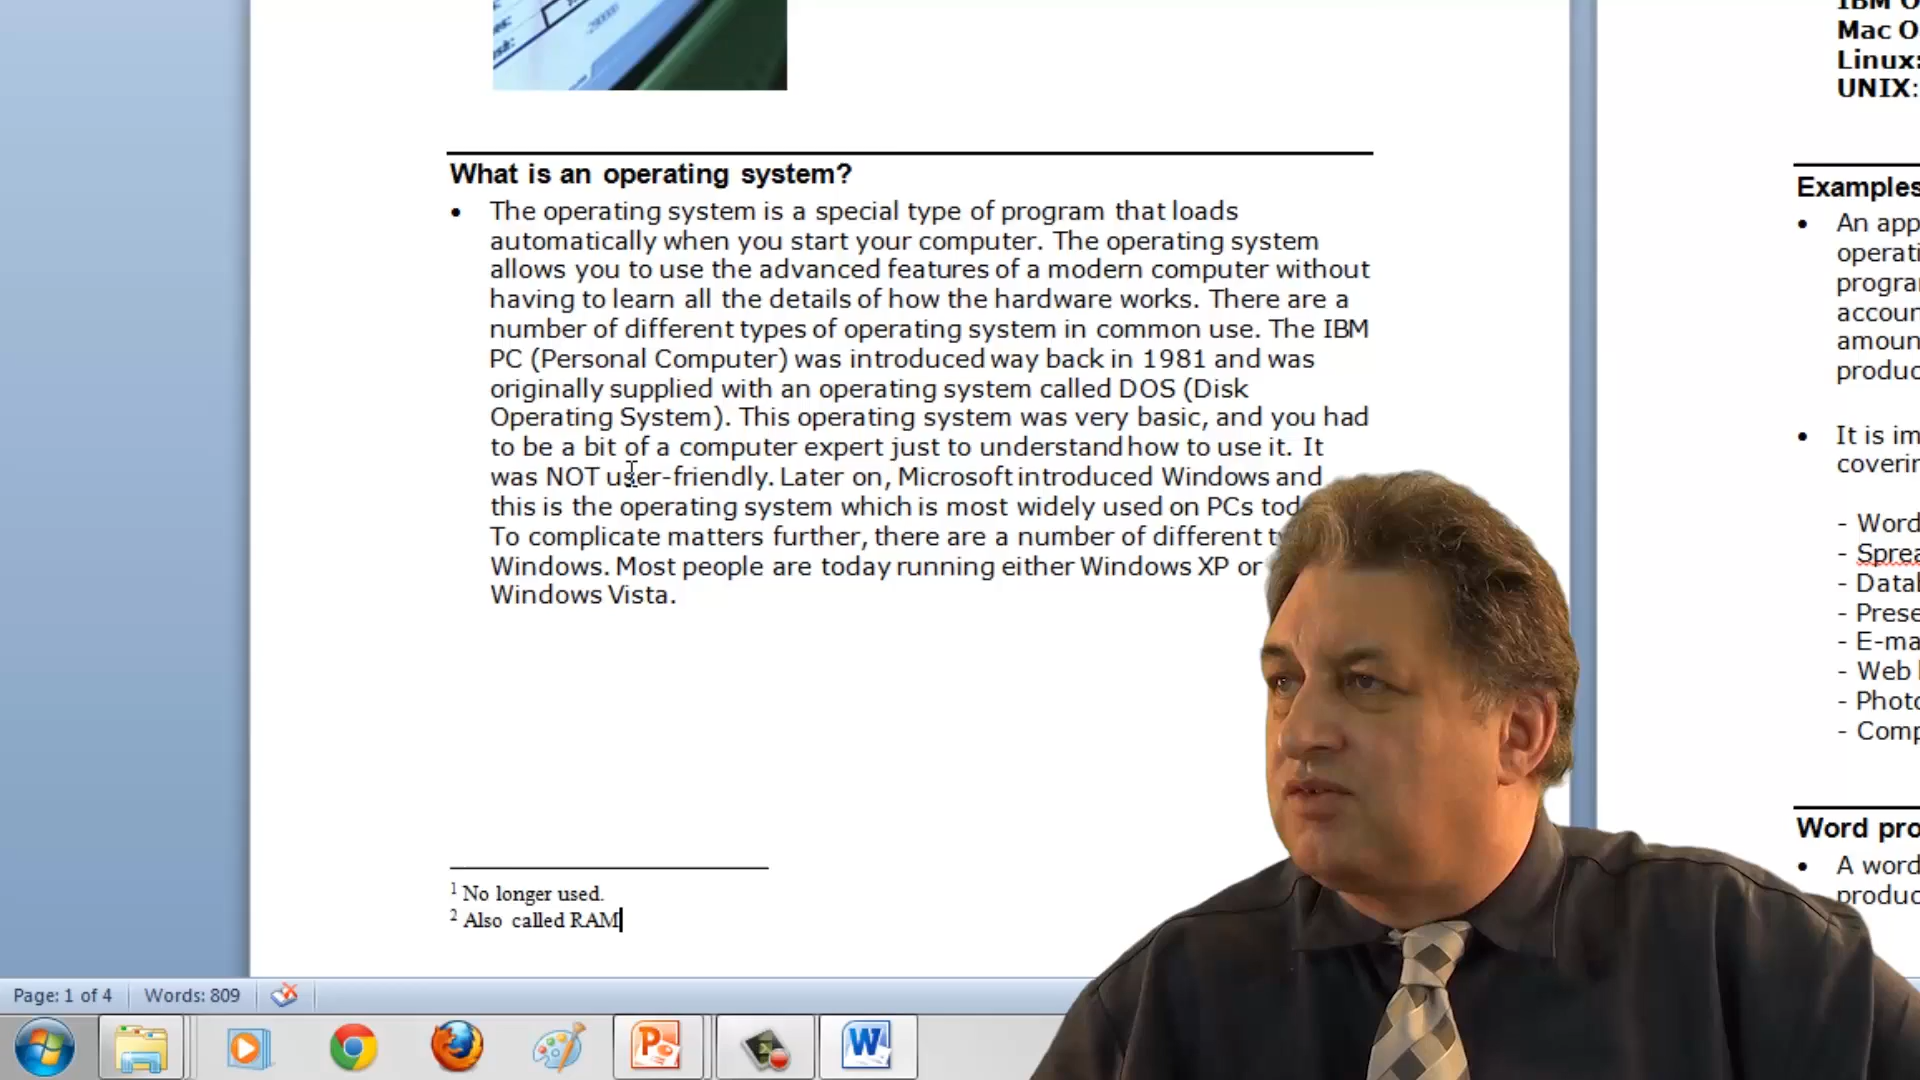 What is an operating system?
• The operating system is a special type of program that loads
automatically when you start your computer. The operating system
allows you to use the advanced features of a modern computer without
having to learn all the details of how the hardware works. There are a
number of different types of operating system in common use. The IBM
PC (Personal Computer) was introduced way back in 1981 and was
originally supplied with an operating system called DOS (Disk
Operating System). This operating system was very basic, and you had
to be a bit of a computer expert just to understand how to use it. It
was NOT user-friendly. Later on, Microsoft introduced Windows and
this is the operating system which is most widely used on PCs tod
To complicate matters further, there are a number of different t
Windows. Most people are today running either Windows XP or
Windows Vista.
1 No longer used.
2 Also called RAM
IBM O
Mac O
Linux:
UNIX:
Examples
• An app
operati
program
accoun
amoun
produc
• It is im
coverin
- Word
- Sprea
- Datab
- Prese
- E-ma
- Web
- Photo
- Comp
Word pro
• A word
produc
Page: 1 of 4
Words: 809